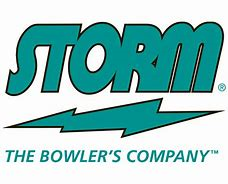 STORM®
THE BOWLER'S COMPANY™